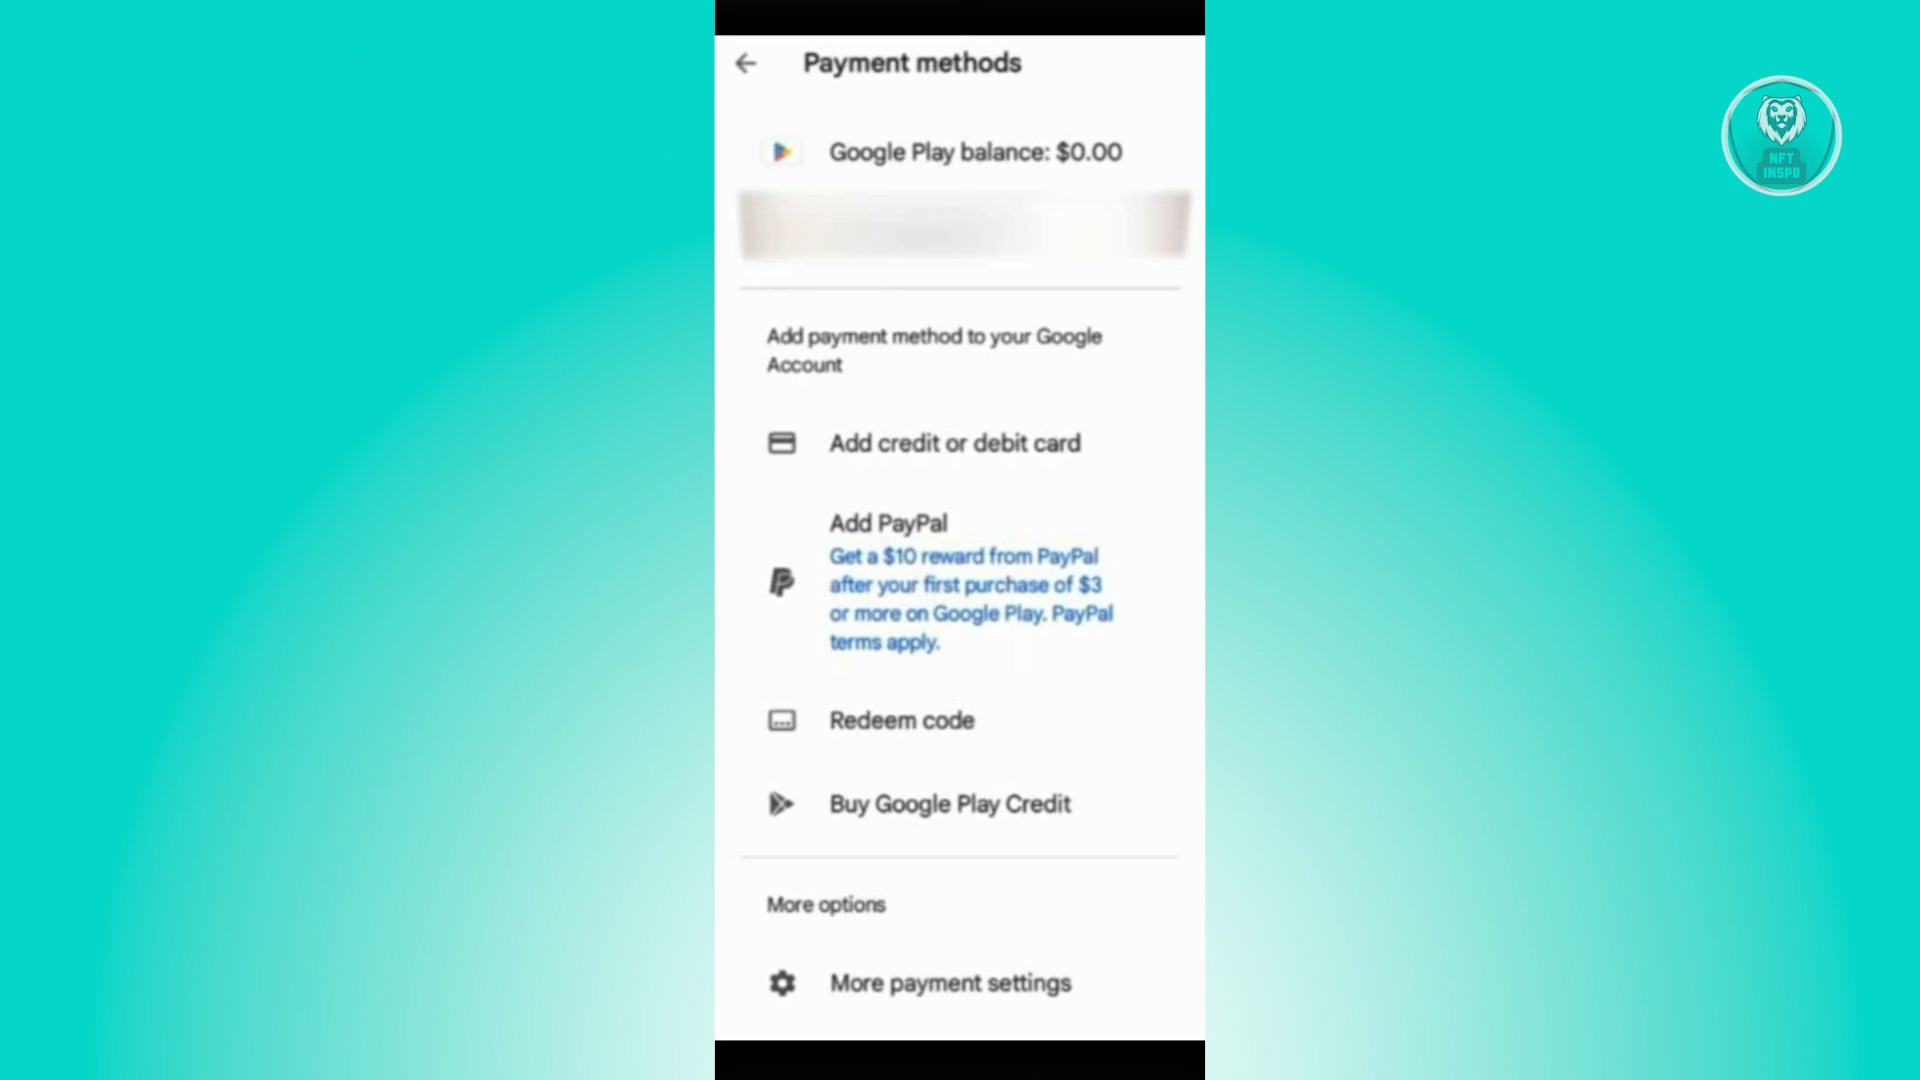 Payment methods
Google Play balance: $0.00
Add payment method to your Google
Account
Add credit or debit card
Add PayPal
Get a $10 reward from PayPal
after your first purchase of $3
or more on Google Play. PayPal
terms apply.
Redeem code
Buy Google Play Credit
More options
More payment settings
NFT
INSPO